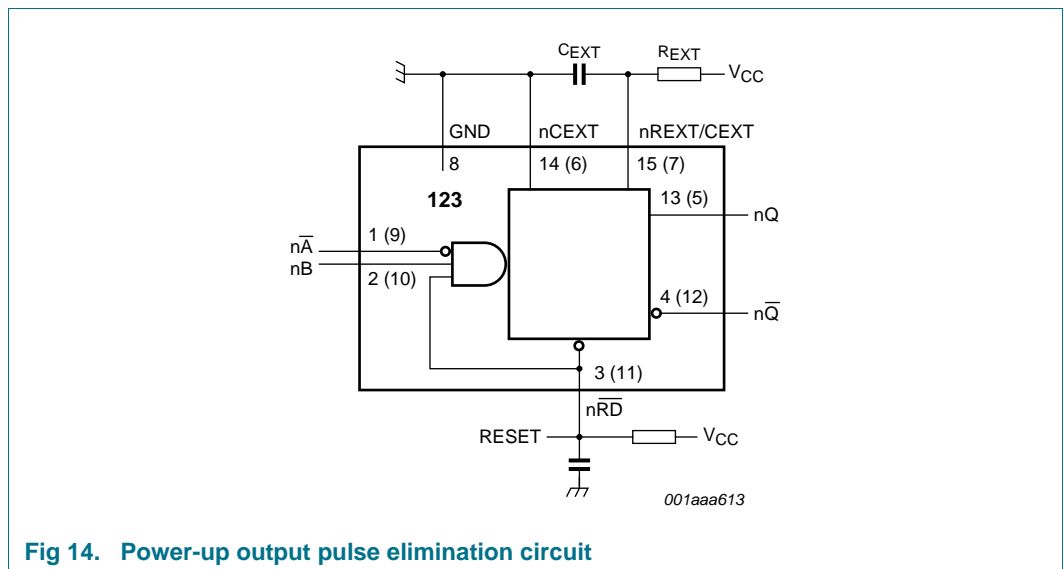 CEXT
REXT
VCC
GND
nCEXT
nREXT/CEXT
8
14 (6)
15 (7)
123
13 (5)
nQ
1 (9)
nA̅
nB
2 (10)
4 (12)
nQ̅
3 (11)
nR̅D̅
RESET
VCC
001aaa613
Fig 14. Power-up output pulse elimination circuit